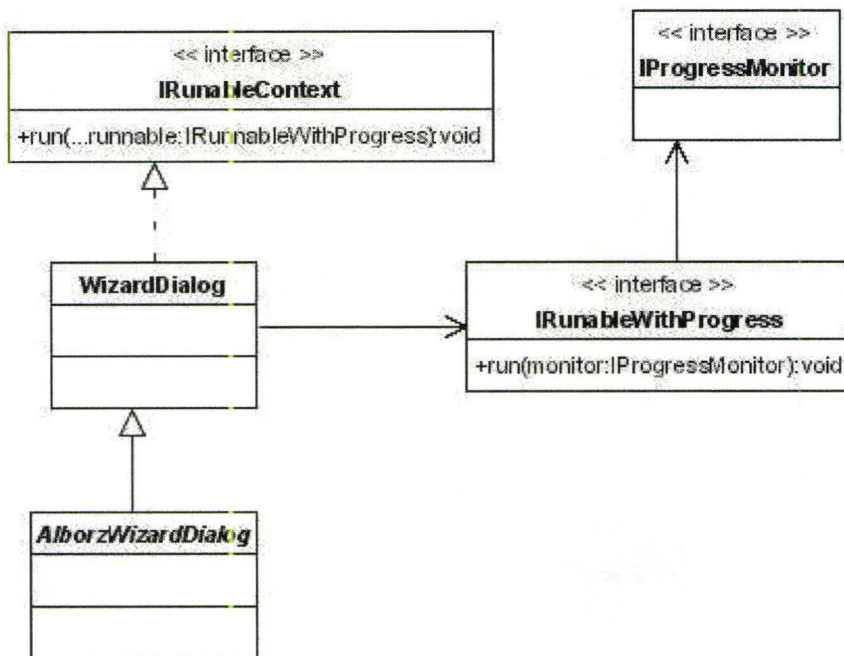 << interface >>
IRunableContext
+run(...runnable:IRunnableWithProgress):void
<< interface >>
IProgressMonitor
WizardDialog
<< interface >>
IRunableWithProgress
+run(monitor:IProgressMonitor):void
AlborzWizardDialog